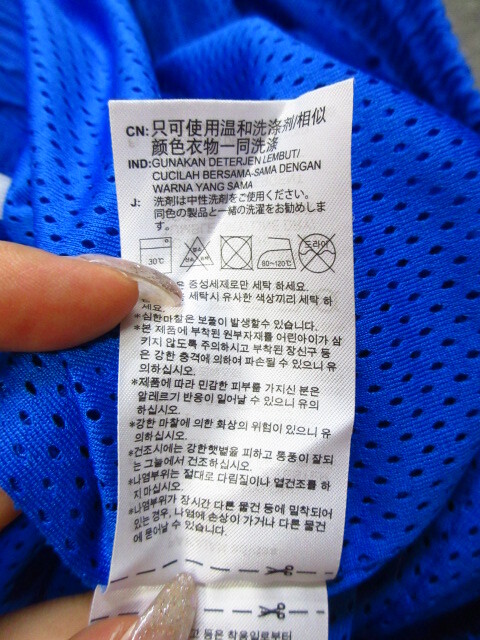 CN: 只可使用温和洗涤剂/相似
颜色衣物一同洗涤
IND: GUNAKAN DETERJEN LEMBUT/
CUCILAH BERSAMA-SAMA DENGAN
WARNA YANG SAMA
J: 洗剤は中性洗剤をご使用ください。
同色の製品と一緒の洗濯をお勧めしま
す。
30℃ 80~120℃ 드라이
은 중성세제로만 세탁 하세요.
세탁시 유사한 색상끼리 세탁 하
세요.
*심한마찰은 보풀이 발생할수 있습니다.
*본 제품에 부착된 원부자재를 어린아이가 삼
키지 않도록 주의하시고 부착된 장신구 등
은 강한 충격에 의하여 파손될 수 있으니 유
의하십시오.
*제품에 따라 민감한 피부를 가지신 분은
알레르기 반응이 일어날 수 있으니 유의
하십시오.
*강한 마찰에 의한 화상의 위험이 있으니 유
의하십시오.
*건조시에는 강한햇볕을 피하고 통풍이 잘되
는 그늘에서 건조하십시오.
*나염부위는 절대로 다림질이나 열건조를 하
지 마십시오.
*나염부위가 장시간 다른 물건 등에 밀착되어
있는 경우, 나염에 손상이 가거나 다른 물건
에 묻어날 수 있습니다.
고 등은 착용일로부터